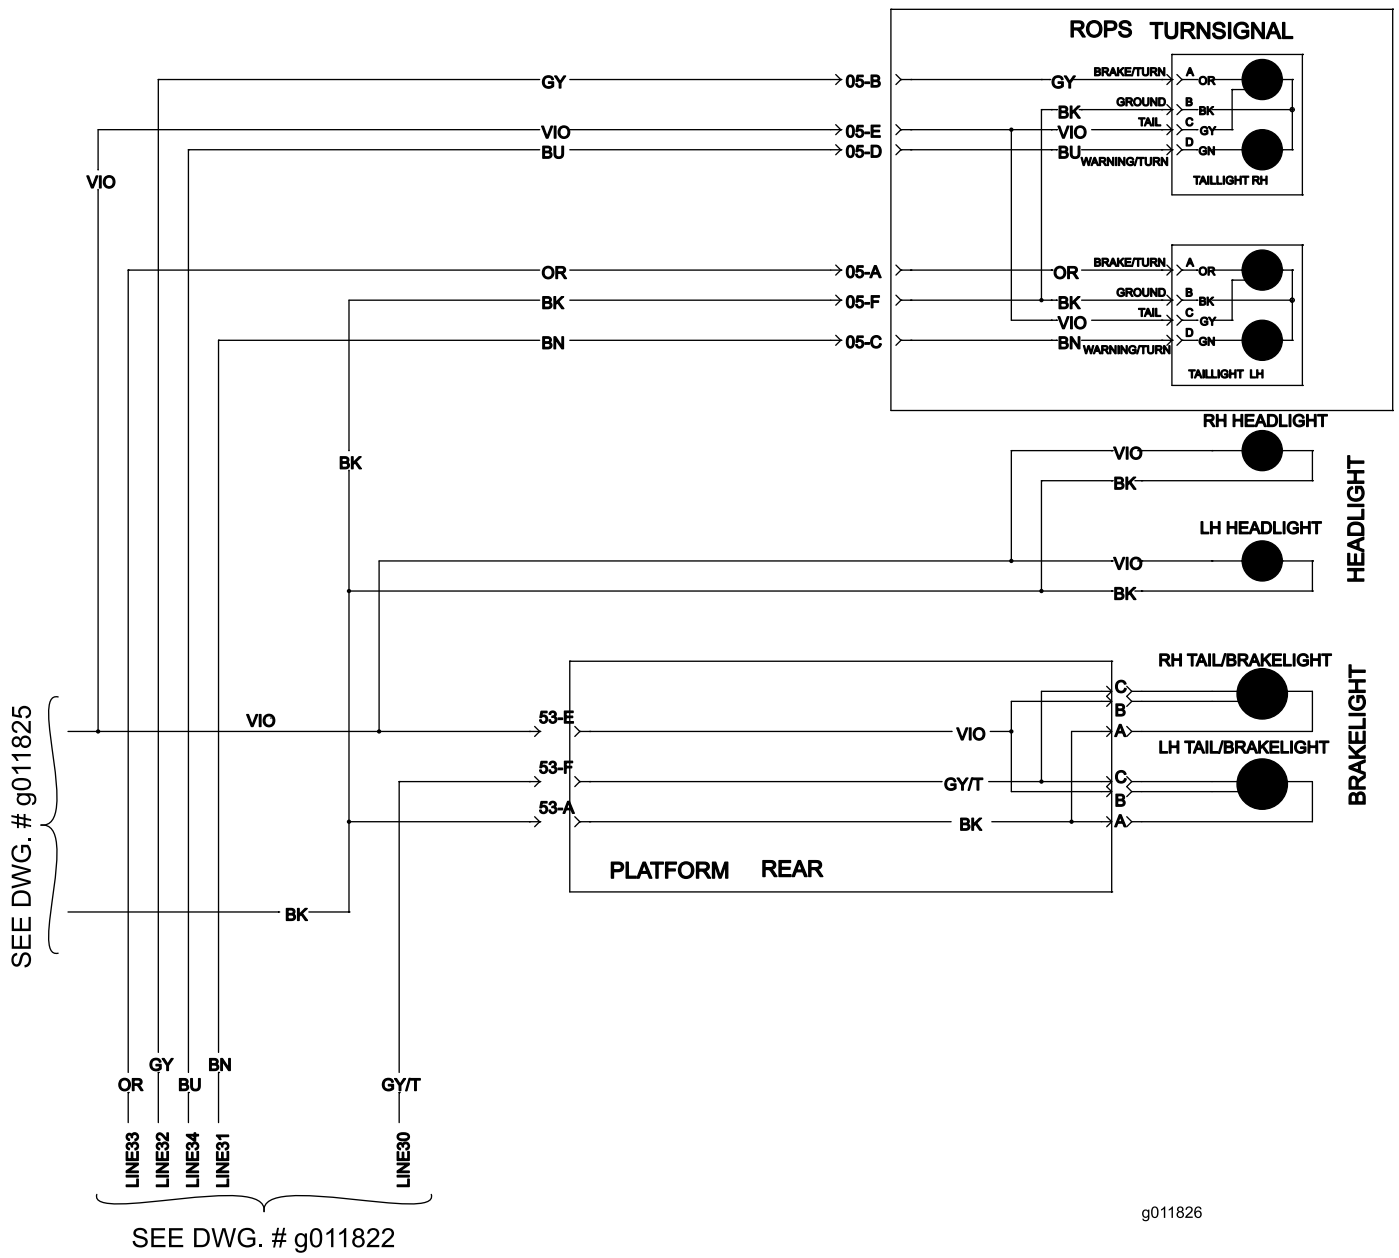 ROPS TURNSIGNAL
GY 05-B GY BRAKE/TURN A OR
BK GROUND B BK
VIO 05-E VIO TAIL C GY
BU 05-D BU WARNING/TURN D GN
TAILLIGHT RH
VIO
OR 05-A OR BRAKE/TURN A OR
BK 05-F BK GROUND B BK
VIO TAIL C GY
BN 05-C BN WARNING/TURN D GN
TAILLIGHT LH
RH HEADLIGHT
VIO
BK
BK
LH HEADLIGHT
VIO
BK
HEADLIGHT
RH TAIL/BRAKELIGHT
C
B
VIO 53-E VIO A
LH TAIL/BRAKELIGHT
53-F GY/T C
B
53-A BK A
BRAKELIGHT
PLATFORM REAR
BK
SEE DWG. # g011825
GY BN
OR BU GY/T
LINE33
LINE32
LINE34
LINE31
LINE30
SEE DWG. # g011822
g011826